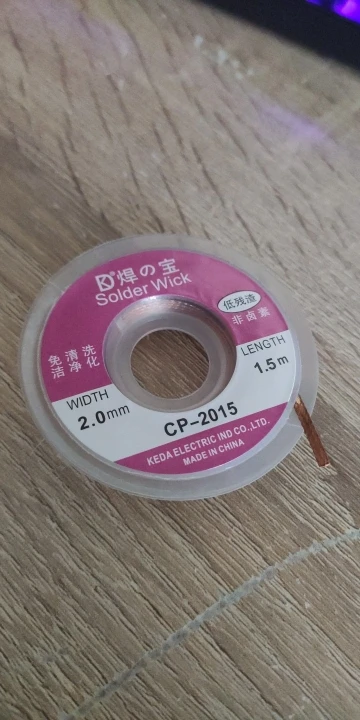 焊の宝
Solder Wick
低残渣
非卤素
免清洗
洁净化
WIDTH
2.0mm
LENGTH
1.5m
CP-2015
KEDA ELECTRIC IND CO.,LTD.
MADE IN CHINA